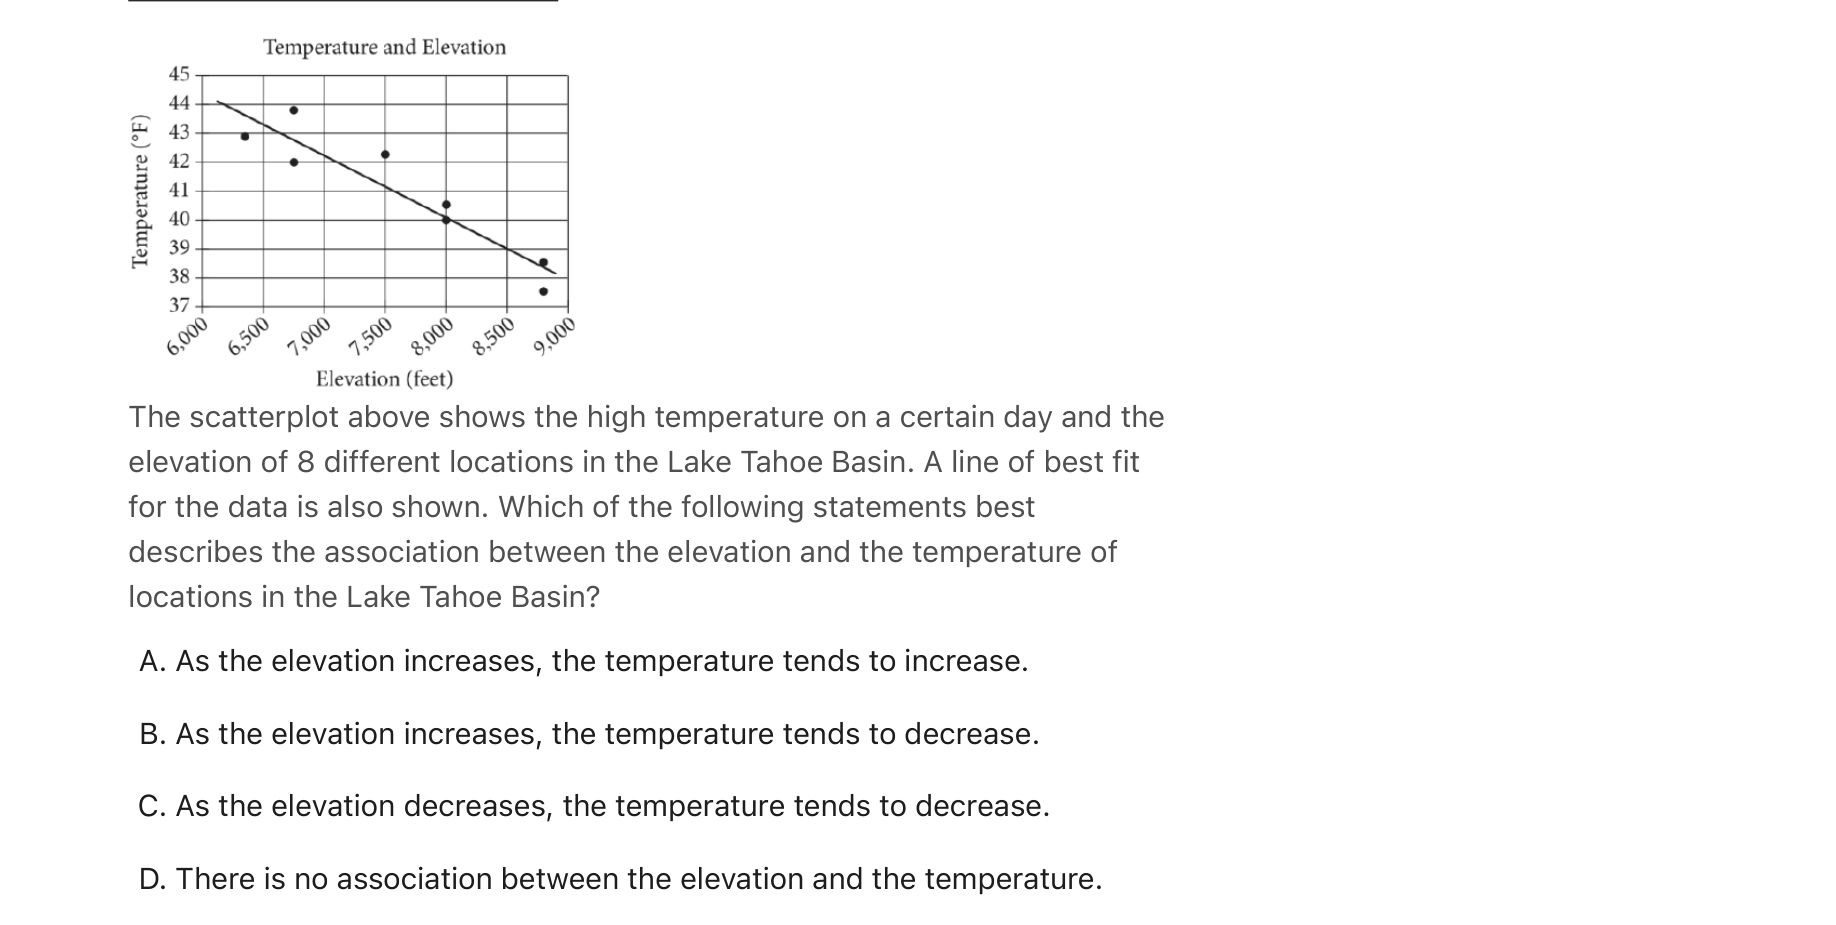 Temperature and Elevation
45
44
43
42
41
40
39
38
37
Temperature (°F)
6,000
6,500
7,000
7,500
8,000
8,500
9,000
Elevation (feet)
The scatterplot above shows the high temperature on a certain day and the
elevation of 8 different locations in the Lake Tahoe Basin. A line of best fit
for the data is also shown. Which of the following statements best
describes the association between the elevation and the temperature of
locations in the Lake Tahoe Basin?
A. As the elevation increases, the temperature tends to increase.
B. As the elevation increases, the temperature tends to decrease.
C. As the elevation decreases, the temperature tends to decrease.
D. There is no association between the elevation and the temperature.